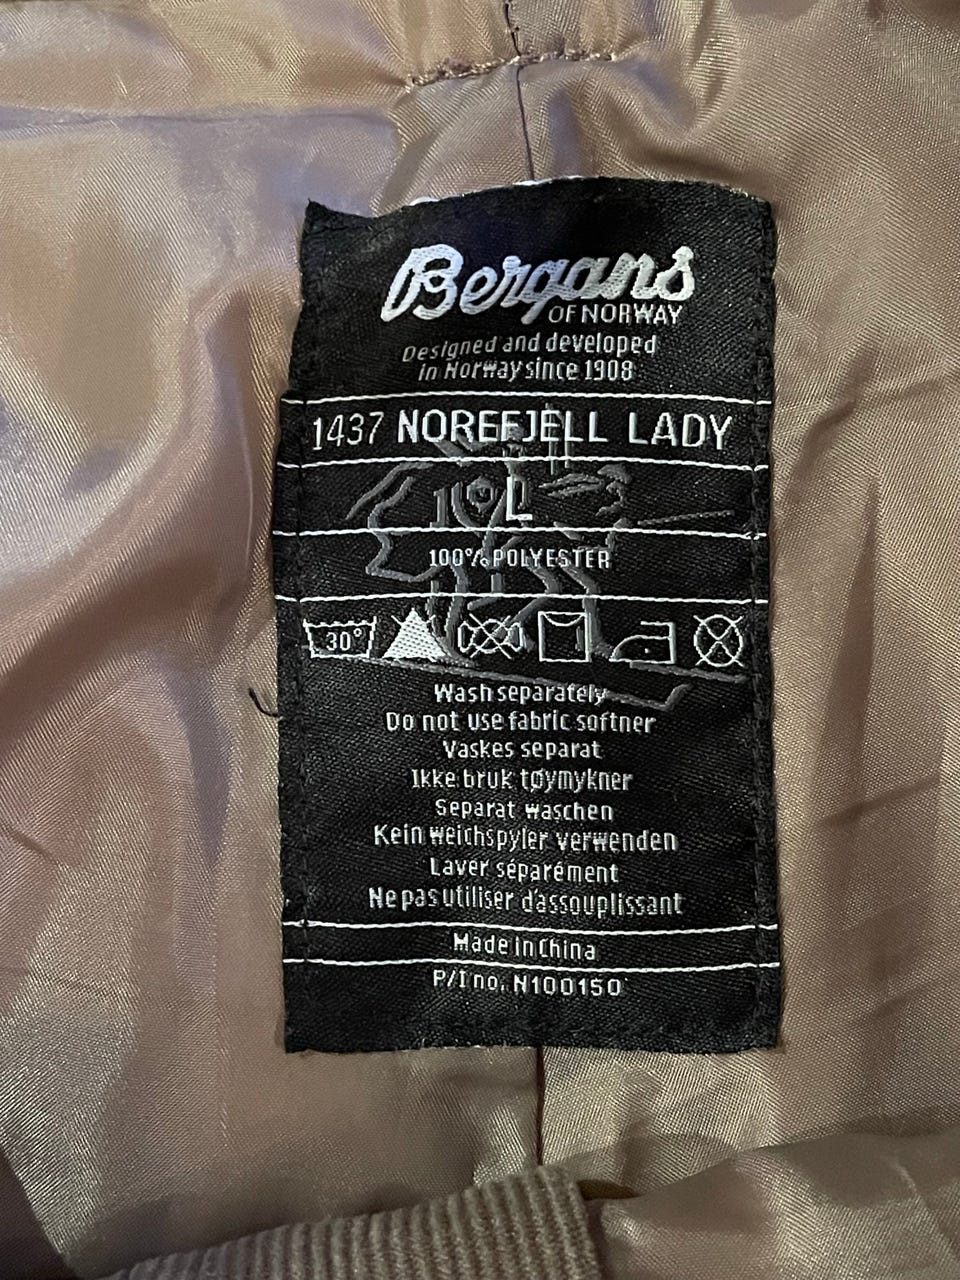 Bergans
OF NORWAY
Designed and developed
in Norway since 1908
1437 NOREFJELL LADY
L
100% POLYESTER
30°
Wash separately
Do not use fabric softner
Vaskes separat
Ikke bruk tøymykner
Separat waschen
Kein weichspyler verwenden
Laver séparément
Ne pas utiliser d'assouplissant
Made in China
P/I no. N100150